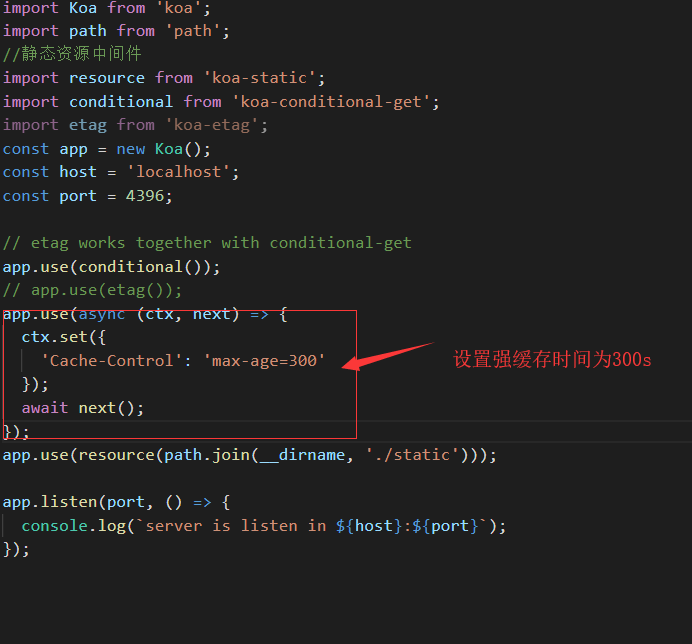 import Koa from 'koa';
import path from 'path';
//静态资源中间件
import resource from 'koa-static';
import conditional from 'koa-conditional-get';
import etag from 'koa-etag';
const app = new Koa();
const host = 'localhost';
const port = 4396;
// etag works together with conditional-get
app.use(conditional());
// app.use(etag());
app.use(async (ctx, next) => {
  ctx.set({
    'Cache-Control': 'max-age=300'
设置强缓存时间为300s
  });
  await next();
});
app.use(resource(path.join(__dirname, './static')));
app.listen(port, () => {
  console.log(`server is listen in ${host}:${port}`);
});